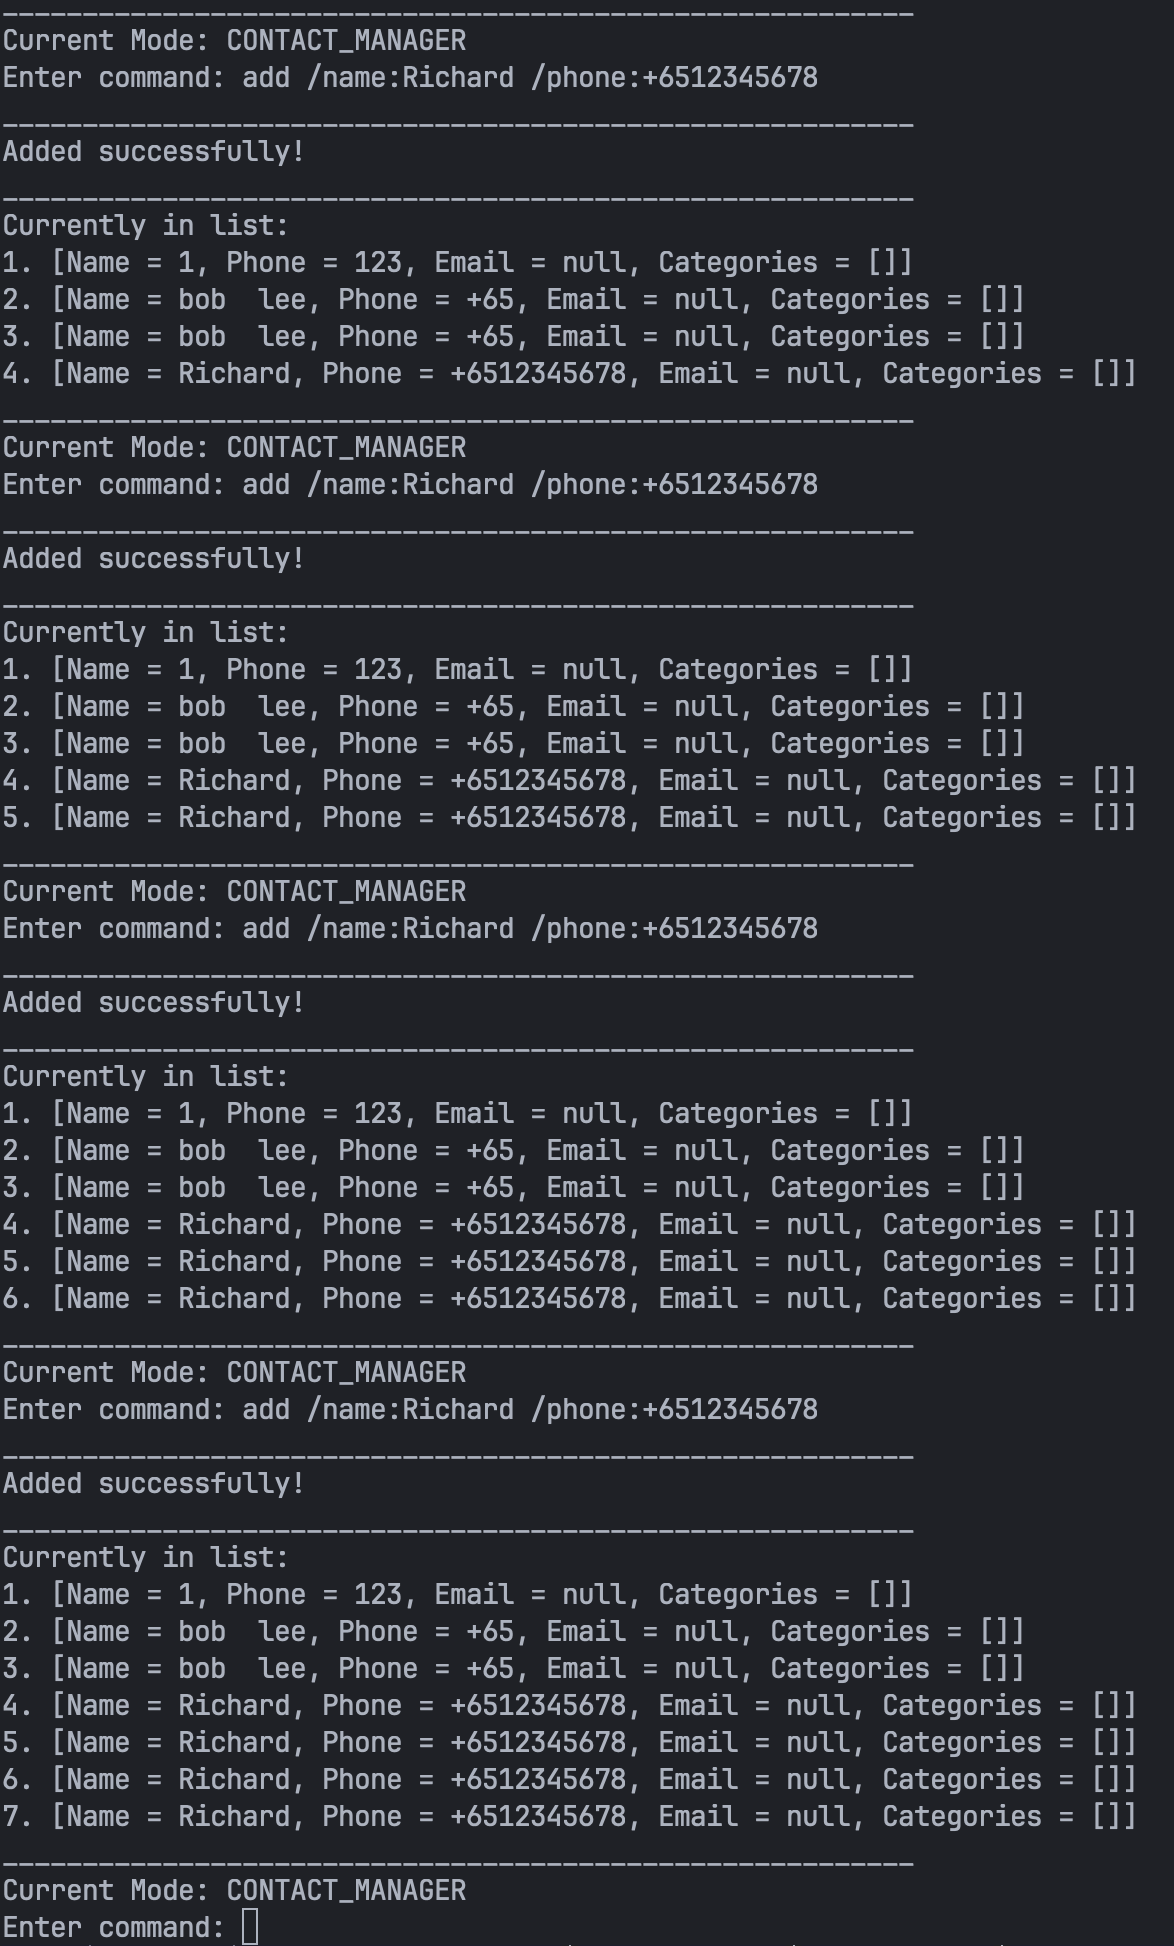 _________________________________________________________
Current Mode: CONTACT_MANAGER
Enter command: add /name:Richard /phone:+6512345678
_________________________________________________________
Added successfully!
_________________________________________________________
Currently in list:
1. [Name = 1, Phone = 123, Email = null, Categories = []]
2. [Name = bob  lee, Phone = +65, Email = null, Categories = []]
3. [Name = bob  lee, Phone = +65, Email = null, Categories = []]
4. [Name = Richard, Phone = +6512345678, Email = null, Categories = []]
_________________________________________________________
Current Mode: CONTACT_MANAGER
Enter command: add /name:Richard /phone:+6512345678
_________________________________________________________
Added successfully!
_________________________________________________________
Currently in list:
1. [Name = 1, Phone = 123, Email = null, Categories = []]
2. [Name = bob  lee, Phone = +65, Email = null, Categories = []]
3. [Name = bob  lee, Phone = +65, Email = null, Categories = []]
4. [Name = Richard, Phone = +6512345678, Email = null, Categories = []]
5. [Name = Richard, Phone = +6512345678, Email = null, Categories = []]
_________________________________________________________
Current Mode: CONTACT_MANAGER
Enter command: add /name:Richard /phone:+6512345678
_________________________________________________________
Added successfully!
_________________________________________________________
Currently in list:
1. [Name = 1, Phone = 123, Email = null, Categories = []]
2. [Name = bob  lee, Phone = +65, Email = null, Categories = []]
3. [Name = bob  lee, Phone = +65, Email = null, Categories = []]
4. [Name = Richard, Phone = +6512345678, Email = null, Categories = []]
5. [Name = Richard, Phone = +6512345678, Email = null, Categories = []]
6. [Name = Richard, Phone = +6512345678, Email = null, Categories = []]
_________________________________________________________
Current Mode: CONTACT_MANAGER
Enter command: add /name:Richard /phone:+6512345678
_________________________________________________________
Added successfully!
_________________________________________________________
Currently in list:
1. [Name = 1, Phone = 123, Email = null, Categories = []]
2. [Name = bob  lee, Phone = +65, Email = null, Categories = []]
3. [Name = bob  lee, Phone = +65, Email = null, Categories = []]
4. [Name = Richard, Phone = +6512345678, Email = null, Categories = []]
5. [Name = Richard, Phone = +6512345678, Email = null, Categories = []]
6. [Name = Richard, Phone = +6512345678, Email = null, Categories = []]
7. [Name = Richard, Phone = +6512345678, Email = null, Categories = []]
_________________________________________________________
Current Mode: CONTACT_MANAGER
Enter command: